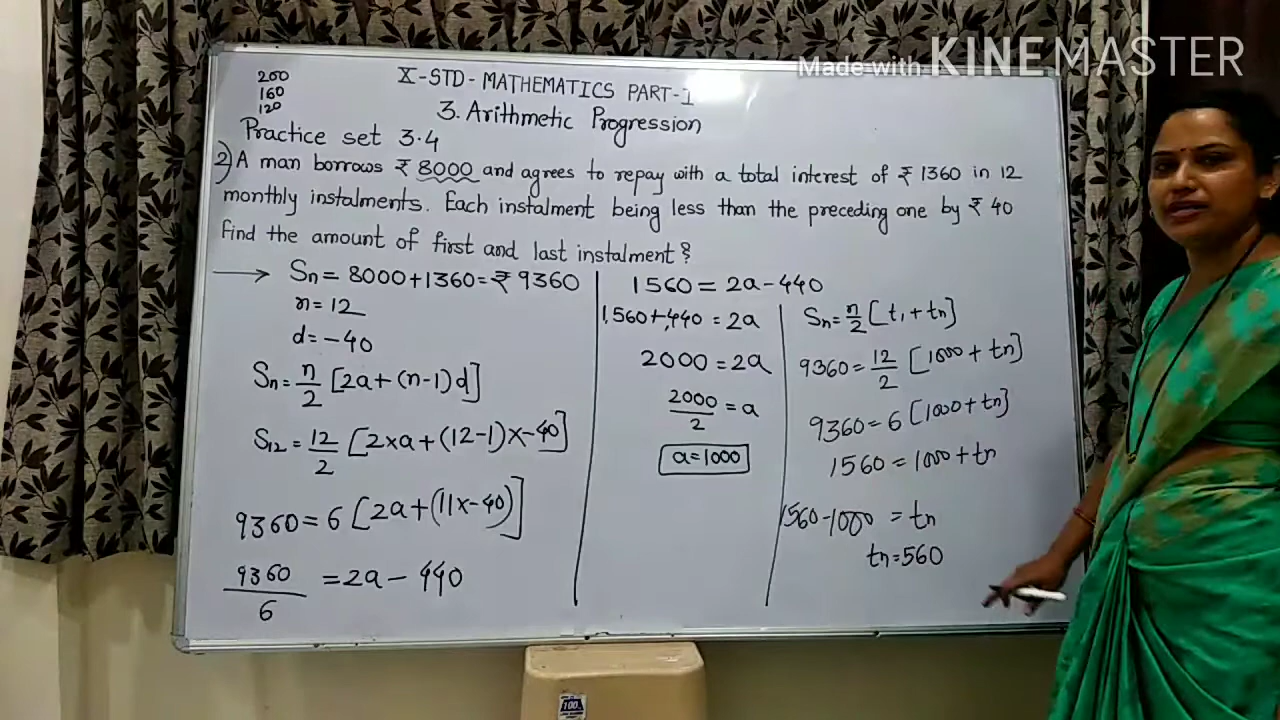 Made with KINEMASTER
200
160
120
X-STD-MATHEMATICS PART-1
3. Arithmetic Progression
Practice set 3.4
2) A man borrows ₹ 8000 and agrees to repay with a total interest of ₹ 1360 in 12
monthly instalments. Each instalment being less than the preceding one by ₹ 40
Find the amount of first and last instalment?
→ Sn = 8000+1360=₹ 9360
n=12
d=-40
Sn= n/2 [2a+(n-1)d]
S12 = 12/2 [2×a+(12-1)×-40]
9360=6[2a+(11×-40)]
9360/6 =2a-440
1560=2a-440
1,560+,440=2a
2000=2a
2000/2 =a
a=1000
Sn= n/2 [t1+tn]
9360= 12/2 [1000+tn]
9360=6[1000+tn]
1560=1000+tn
1560-1000=tn
tn=560
100